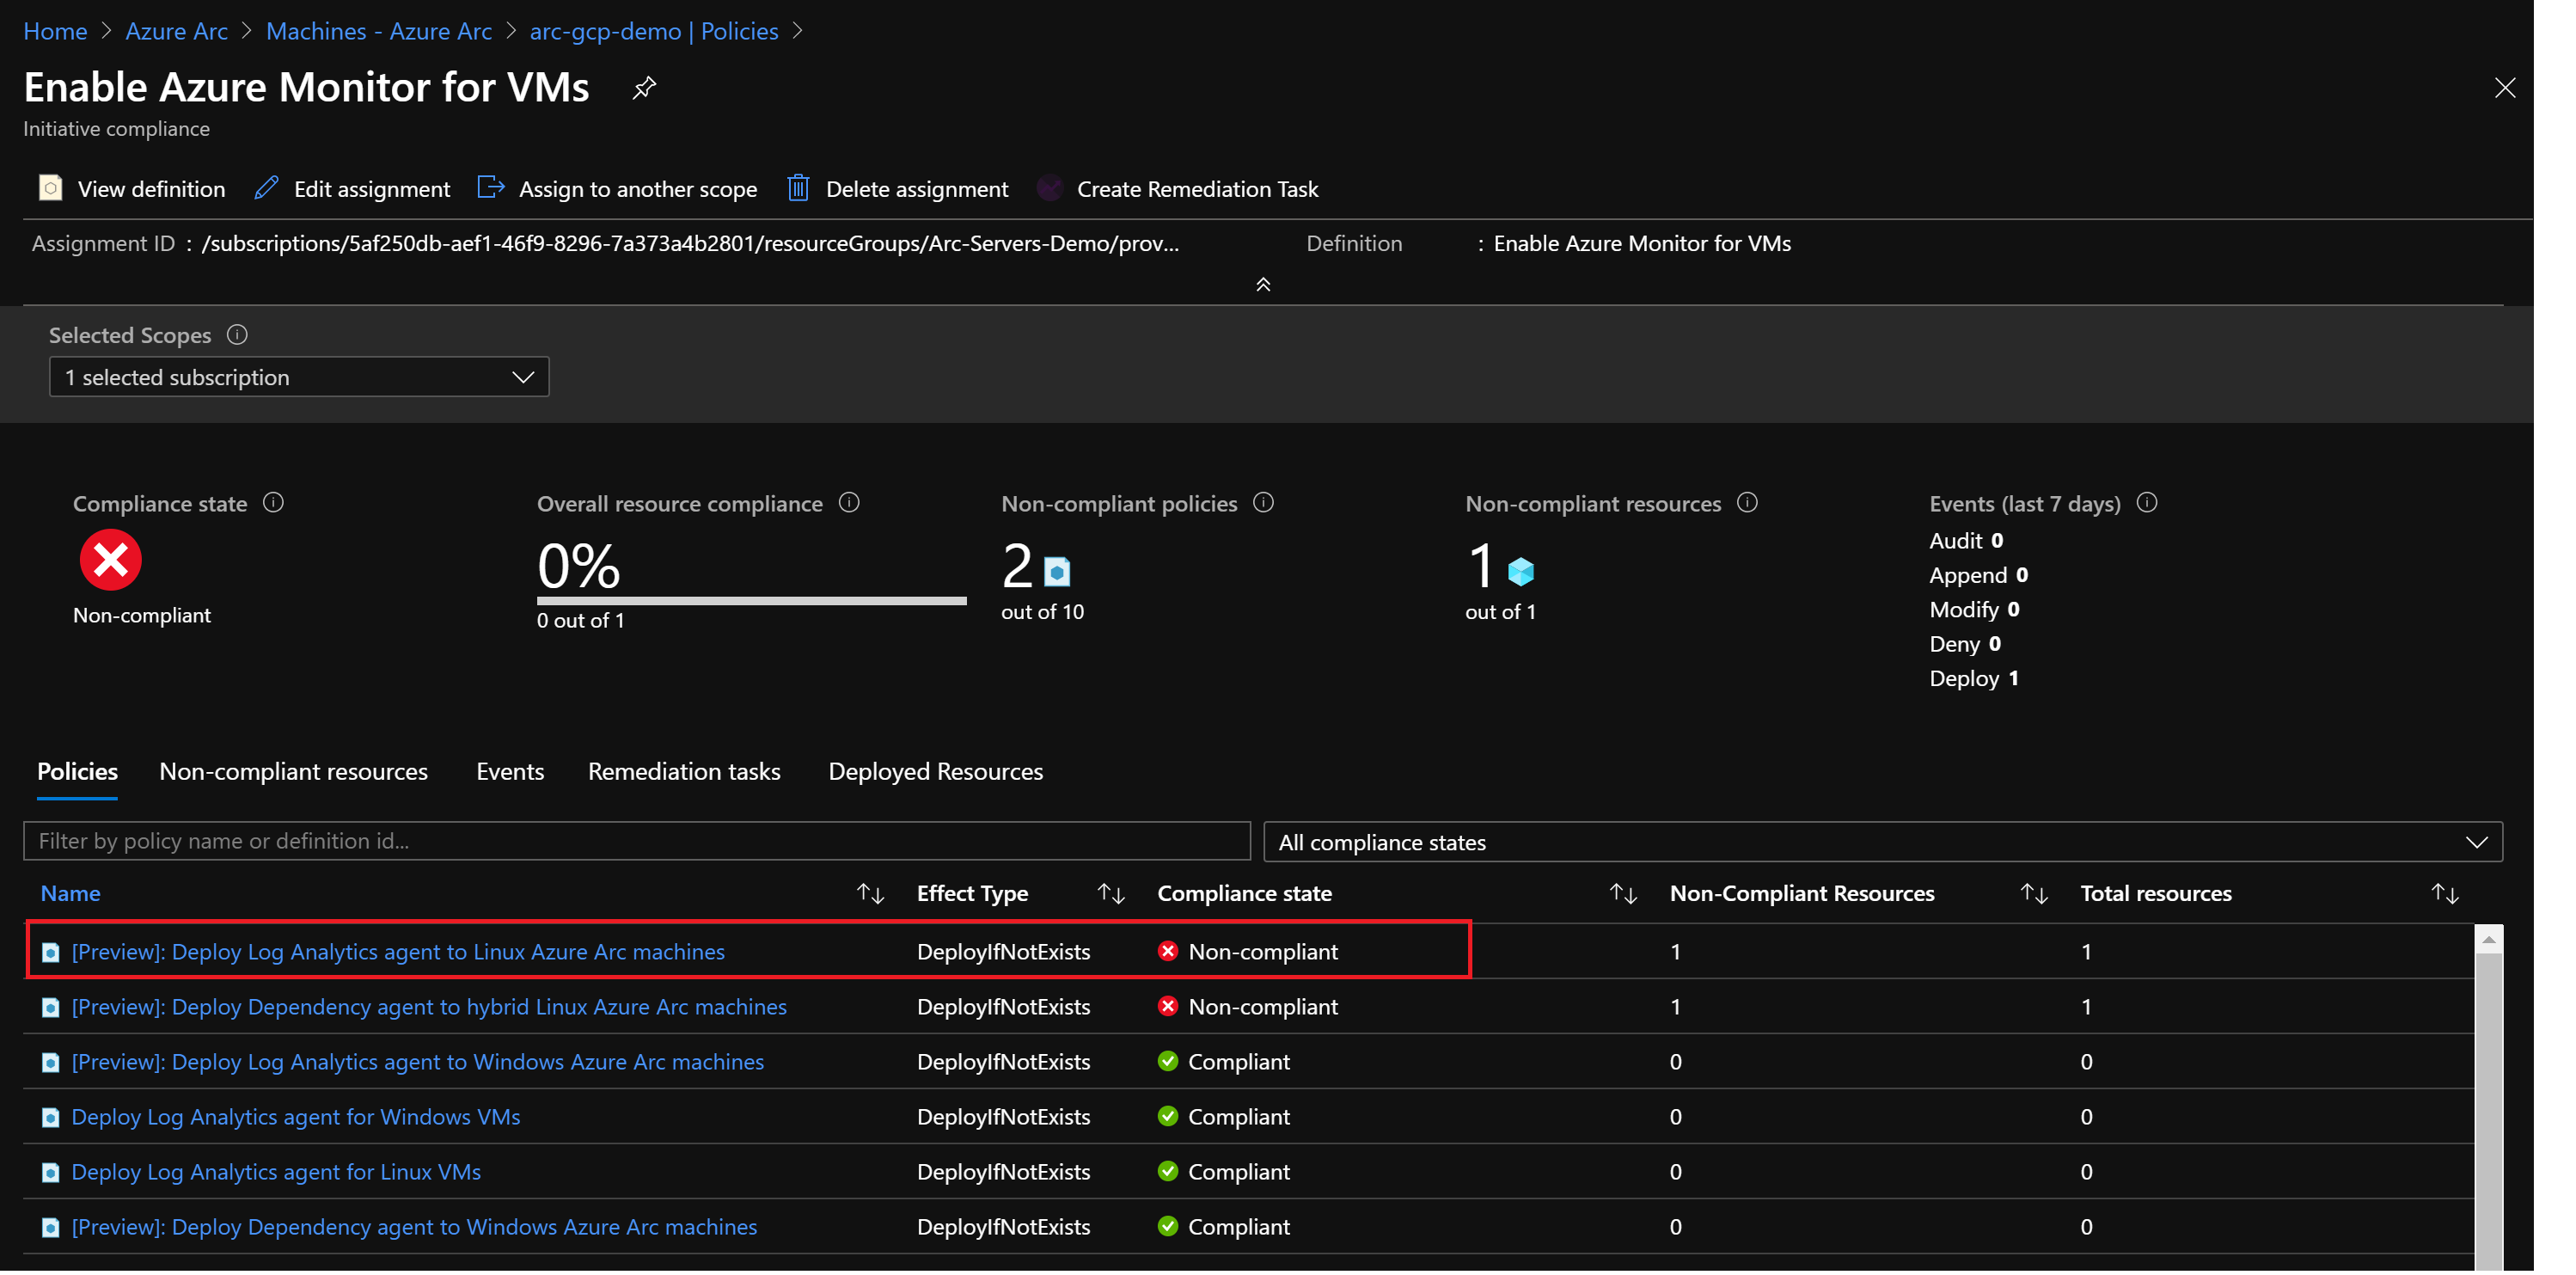 Home > Azure Arc > Machines - Azure Arc > arc-gcp-demo | Policies >
Enable Azure Monitor for VMs
Initiative compliance
View definition Edit assignment Assign to another scope Delete assignment Create Remediation Task
Assignment ID : /subscriptions/5af250db-aef1-46f9-8296-7a373a4b2801/resourceGroups/Arc-Servers-Demo/prov... Definition : Enable Azure Monitor for VMs
Selected Scopes
1 selected subscription
Compliance state Overall resource compliance Non-compliant policies Non-compliant resources Events (last 7 days)
Non-compliant
0%
0 out of 1
2
out of 10
1
out of 1
Audit 0
Append 0
Modify 0
Deny 0
Deploy 1
Policies Non-compliant resources Events Remediation tasks Deployed Resources
Filter by policy name or definition id... All compliance states
Name Effect Type Compliance state Non-Compliant Resources Total resources
[Preview]: Deploy Log Analytics agent to Linux Azure Arc machines DeployIfNotExists Non-compliant 1 1
[Preview]: Deploy Dependency agent to hybrid Linux Azure Arc machines DeployIfNotExists Non-compliant 1 1
[Preview]: Deploy Log Analytics agent to Windows Azure Arc machines DeployIfNotExists Compliant 0 0
Deploy Log Analytics agent for Windows VMs DeployIfNotExists Compliant 0 0
Deploy Log Analytics agent for Linux VMs DeployIfNotExists Compliant 0 0
[Preview]: Deploy Dependency agent to Windows Azure Arc machines DeployIfNotExists Compliant 0 0